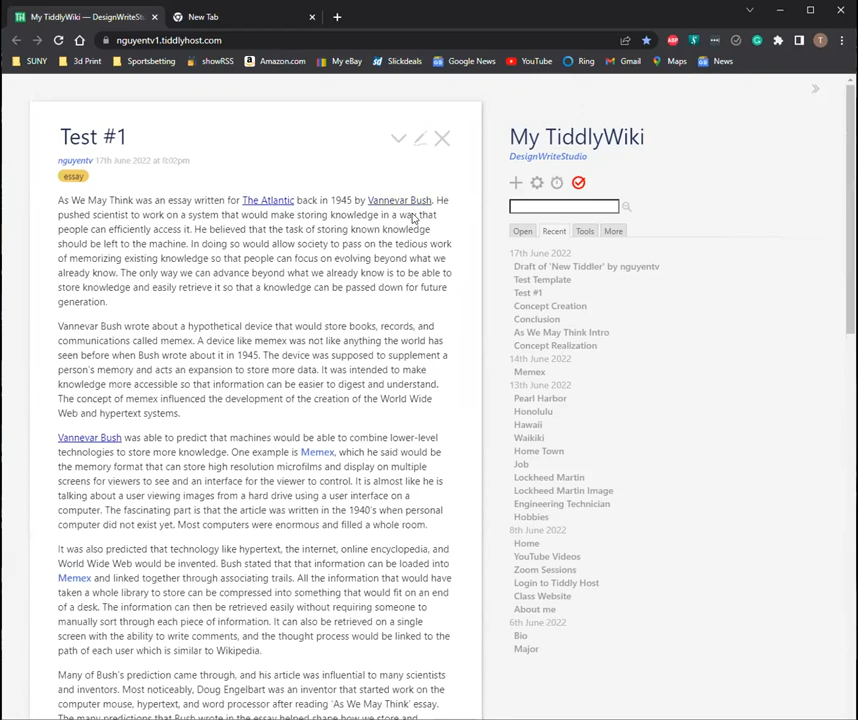 My TiddlyWiki — DesignWriteStu
New Tab
nguyentv1.tiddlyhost.com
SUNY
3d Print
Sportsbetting
showRSS
Amazon.com
My eBay
Slickdeals
Google News
YouTube
Ring
Gmail
Maps
News
Test #1
nguyentv 17th June 2022 at 8:02pm
essay
As We May Think was an essay written for The Atlantic back in 1945 by Vannevar Bush. He
pushed scientist to work on a system that would make storing knowledge in a way that
people can efficiently access it. He believed that the task of storing known knowledge
should be left to the machine. In doing so would allow society to pass on the tedious work
of memorizing existing knowledge so that people can focus on evolving beyond what we
already know. The only way we can advance beyond what we already know is to be able to
store knowledge and easily retrieve it so that a knowledge can be passed down for future
generation.
Vannevar Bush wrote about a hypothetical device that would store books, records, and
communications called memex. A device like memex was not like anything the world has
seen before when Bush wrote about it in 1945. The device was supposed to supplement a
person's memory and acts an expansion to store more data. It was intended to make
knowledge more accessible so that information can be easier to digest and understand.
The concept of memex influenced the development of the creation of the World Wide
Web and hypertext systems.
Vannevar Bush was able to predict that machines would be able to combine lower-level
technologies to store more knowledge. One example is Memex, which he said would be
the memory format that can store high resolution microfilms and display on multiple
screens for viewers to see and an interface for the viewer to control. It is almost like he is
talking about a user viewing images from a hard drive using a user interface on a
computer. The fascinating part is that the article was written in the 1940's when personal
computer did not exist yet. Most computers were enormous and filled a whole room.
It was also predicted that technology like hypertext, the internet, online encyclopedia, and
World Wide Web would be invented. Bush stated that that information can be loaded into
Memex and linked together through associating trails. All the information that would have
taken a whole library to store can be compressed into something that would fit on an end
of a desk. The information can then be retrieved easily without requiring someone to
manually sort through each piece of information. It can also be retrieved on a single
screen with the ability to write comments, and the thought process would be linked to the
path of each user which is similar to Wikipedia.
Many of Bush's prediction came through, and his article was influential to many scientists
and inventors. Most noticeably, Doug Engelbart was an inventor that started work on the
computer mouse, hypertext, and word processor after reading 'As We May Think' essay.
The many predictions that Bush wrote in the essay helped shape how we store and
My TiddlyWiki
DesignWriteStudio
Open
Recent
Tools
More
17th June 2022
Draft of 'New Tiddler' by nguyentv
Test Template
Test #1
Concept Creation
Conclusion
As We May Think Intro
Concept Realization
14th June 2022
Memex
13th June 2022
Pearl Harbor
Honolulu
Hawaii
Waikiki
Home Town
Job
Lockheed Martin
Lockheed Martin Image
Engineering Technician
Hobbies
8th June 2022
Home
YouTube Videos
Zoom Sessions
Login to Tiddly Host
Class Website
About me
6th June 2022
Bio
Major